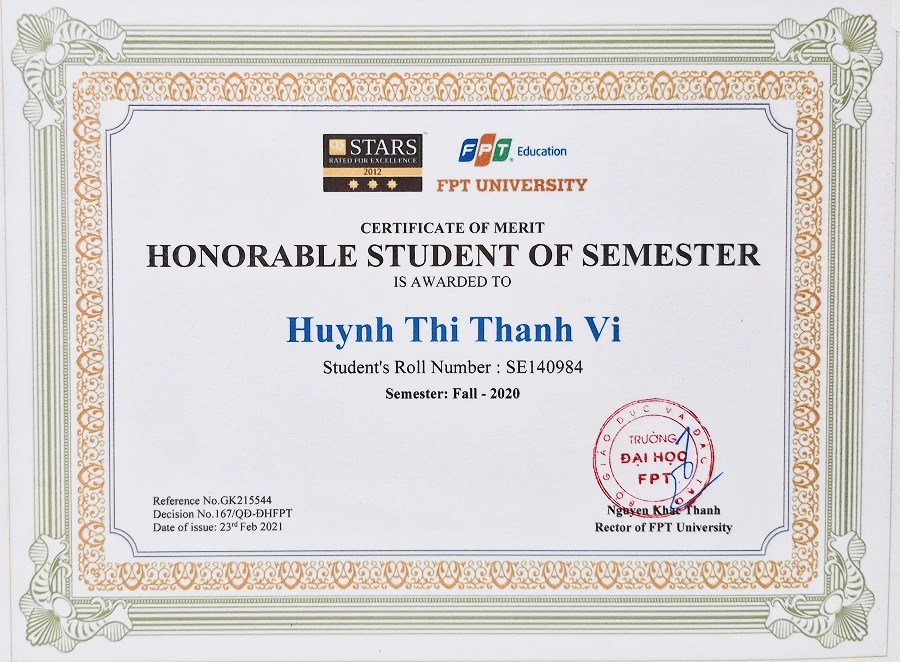 QS STARS
RATED FOR EXCELLENCE
2012
FPT Education
FPT UNIVERSITY
CERTIFICATE OF MERIT
HONORABLE STUDENT OF SEMESTER
IS AWARDED TO
Huynh Thi Thanh Vi
Student's Roll Number : SE140984
Semester: Fall - 2020
BỘ GIÁO DỤC VÀ ĐÀO TẠO
TRƯỜNG
ĐẠI HỌC
FPT
Reference No.GK215544
Decision No.167/QĐ-ĐHFPT
Date of issue: 23rd Feb 2021
Nguyen Khac Thanh
Rector of FPT University